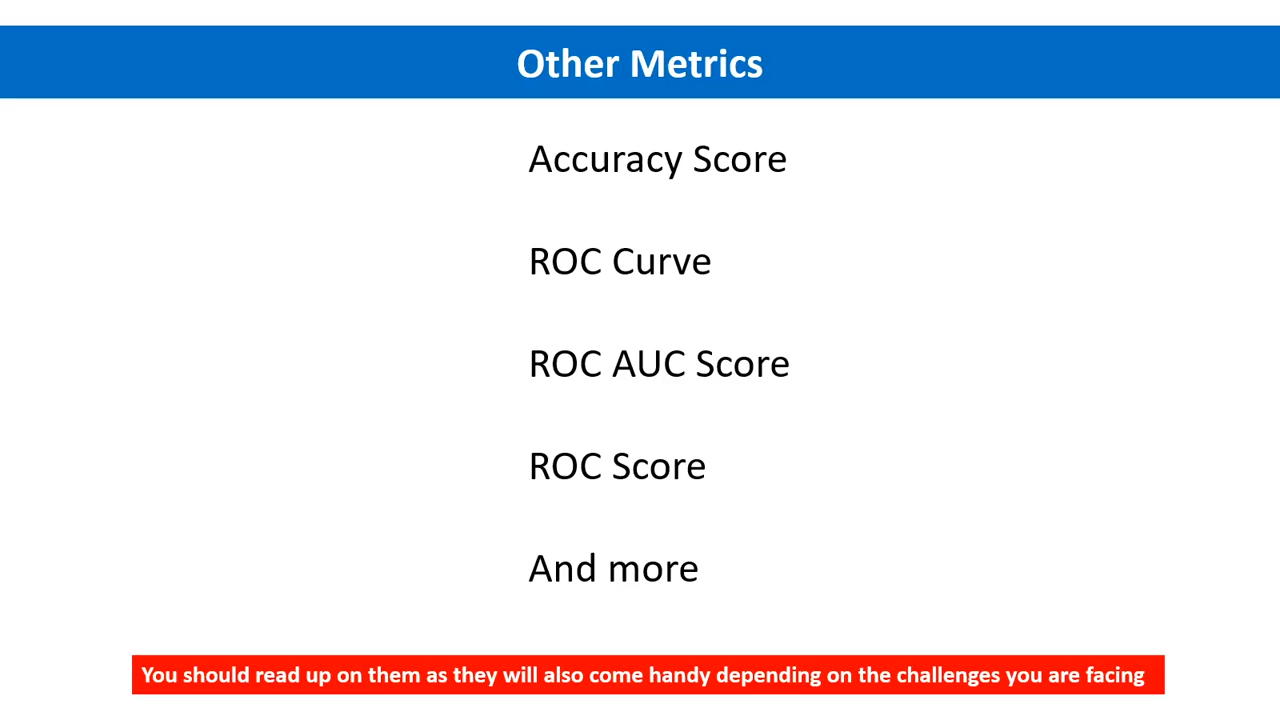 Other Metrics
Accuracy Score
ROC Curve
ROC AUC Score
ROC Score
And more
You should read up on them as they will also come handy depending on the challenges you are facing